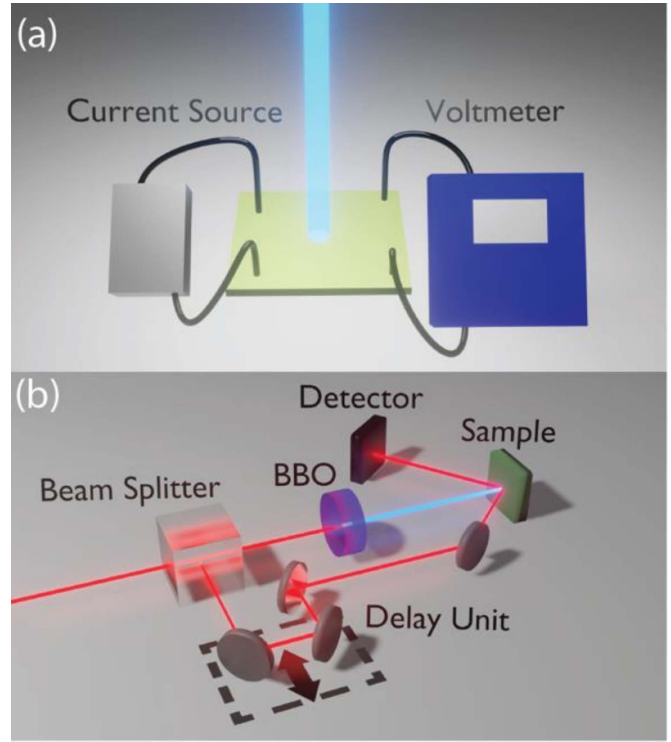 (a)
Current Source
Voltmeter
(b)
Detector
Sample
BBO
Beam Splitter
Delay Unit